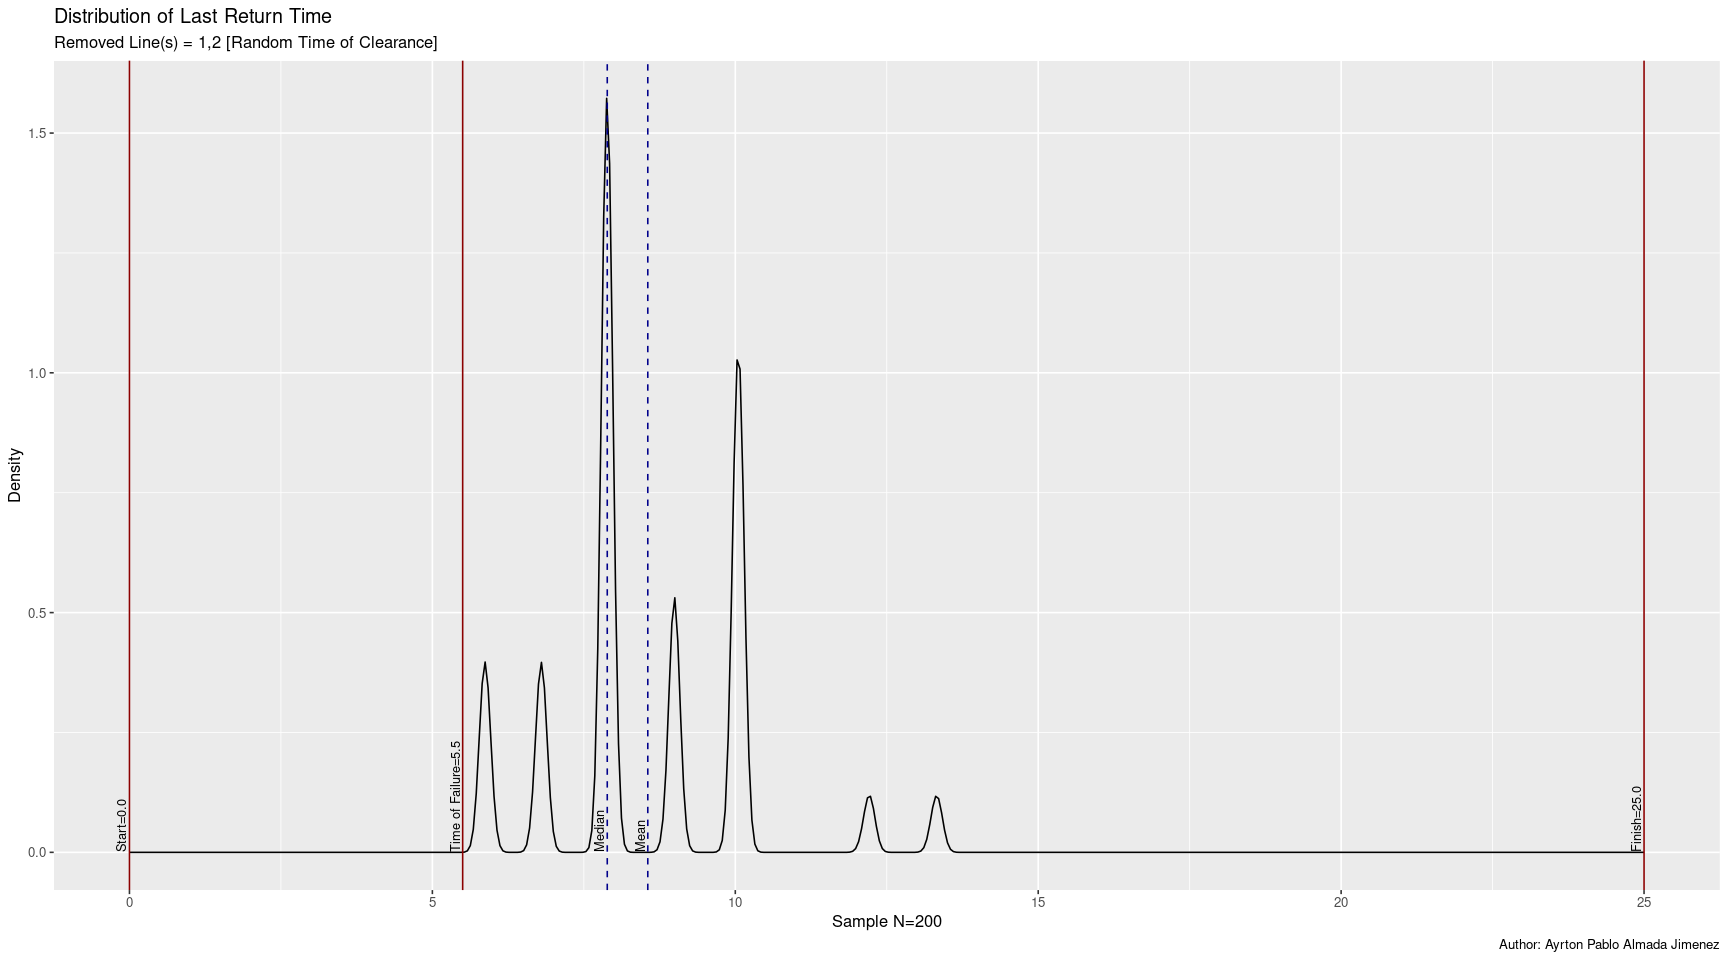 Distribution of Last Return Time
Removed Line(s) = 1,2 [Random Time of Clearance]
Density
1.5
1.0
0.5
0.0
Start=0.0
Time of Failure=5.5
Median
Mean
Finish=25.0
0
5
10
15
20
25
Sample N=200
Author: Ayrton Pablo Almada Jimenez